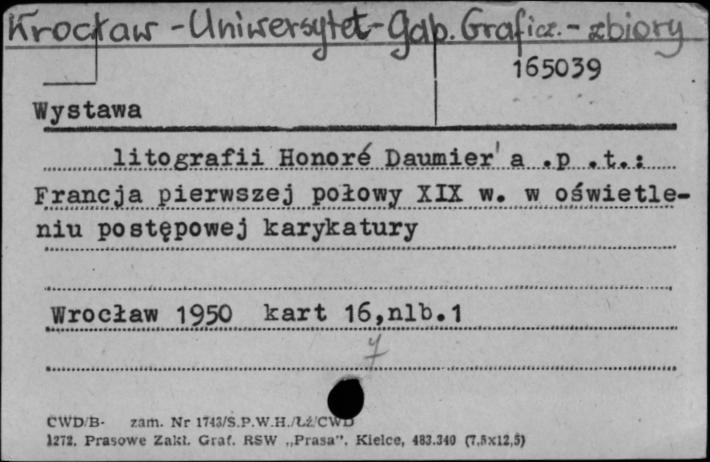 Wrocław - Uniwersytet - Gab. Graficz. - zbiory
165039
Wystawa
litografii Honoré Daumier'a .p .t.:
Francja pierwszej połowy XIX w. w oświetle-
niu postępowej karykatury
Wrocław 1950 kart 16,nlb.1
7
CWD/B- zam. Nr 1743/S.P.W.H./Łż/CWD
1272. Prasowe Zakł. Graf. RSW „Prasa”, Kielce, 483.340 (7,5x12,5)